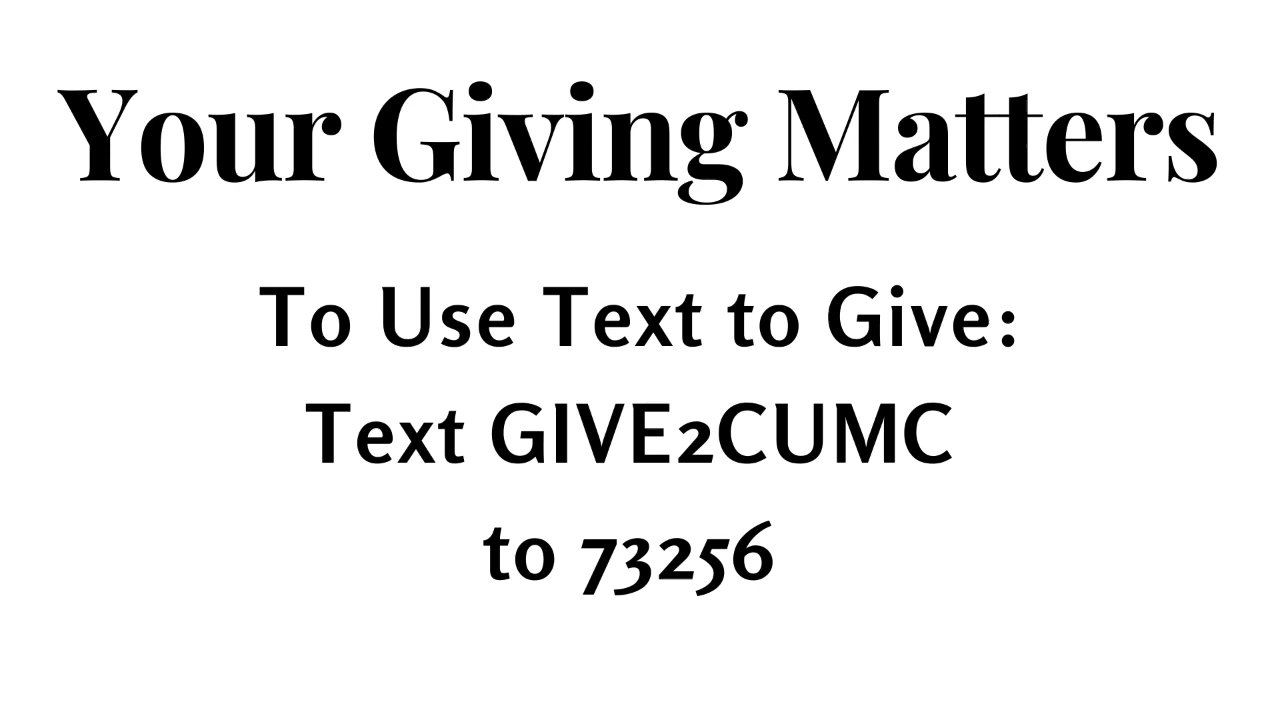 Your Giving Matters
To Use Text to Give:
Text GIVE2CUMC
to 73256